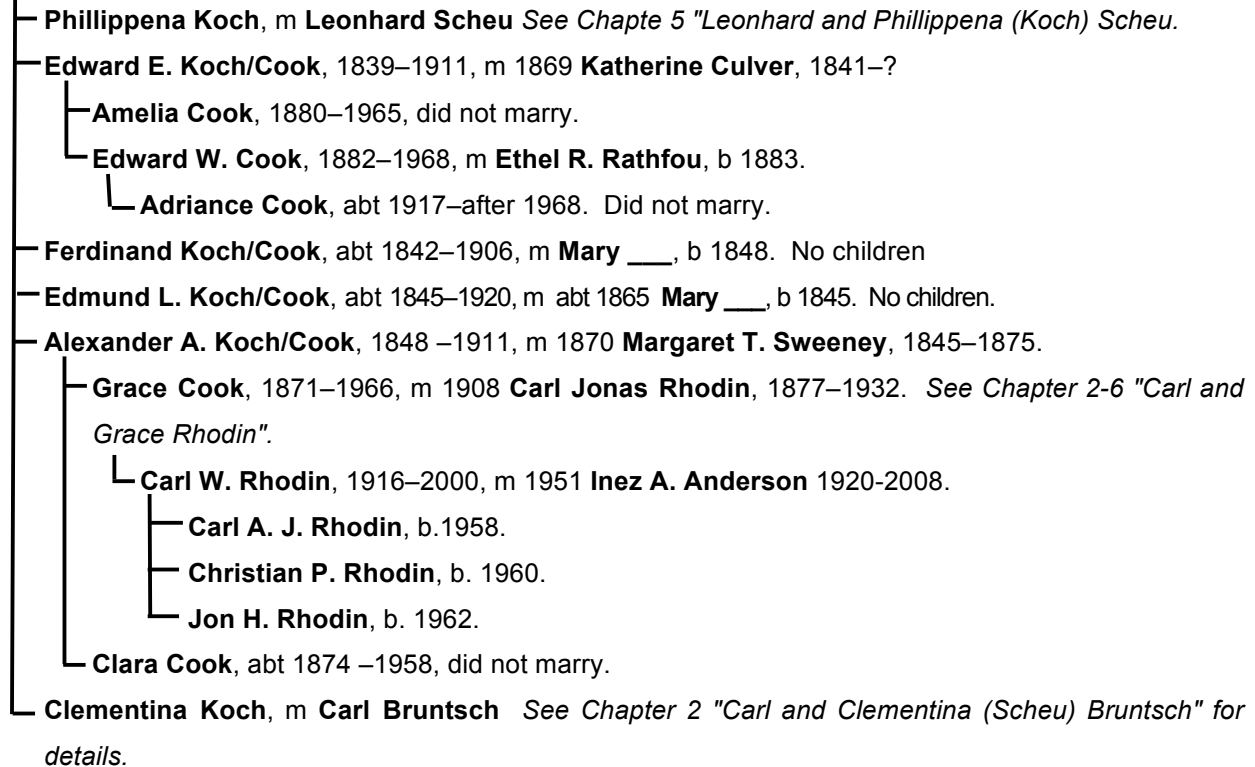 Phillippena Koch, m Leonhard Scheu See Chapte 5 "Leonhard and Phillippena (Koch) Scheu.
Edward E. Koch/Cook, 1839–1911, m 1869 Katherine Culver, 1841–?
Amelia Cook, 1880–1965, did not marry.
Edward W. Cook, 1882–1968, m Ethel R. Rathfou, b 1883.
Adriance Cook, abt 1917–after 1968. Did not marry.
Ferdinand Koch/Cook, abt 1842–1906, m Mary ___, b 1848. No children
Edmund L. Koch/Cook, abt 1845–1920, m abt 1865 Mary ___, b 1845. No children.
Alexander A. Koch/Cook, 1848 –1911, m 1870 Margaret T. Sweeney, 1845–1875.
Grace Cook, 1871–1966, m 1908 Carl Jonas Rhodin, 1877–1932. See Chapter 2-6 "Carl and
Grace Rhodin".
Carl W. Rhodin, 1916–2000, m 1951 Inez A. Anderson 1920-2008.
Carl A. J. Rhodin, b.1958.
Christian P. Rhodin, b. 1960.
Jon H. Rhodin, b. 1962.
Clara Cook, abt 1874 –1958, did not marry.
Clementina Koch, m Carl Bruntsch See Chapter 2 "Carl and Clementina (Scheu) Bruntsch" for
details.